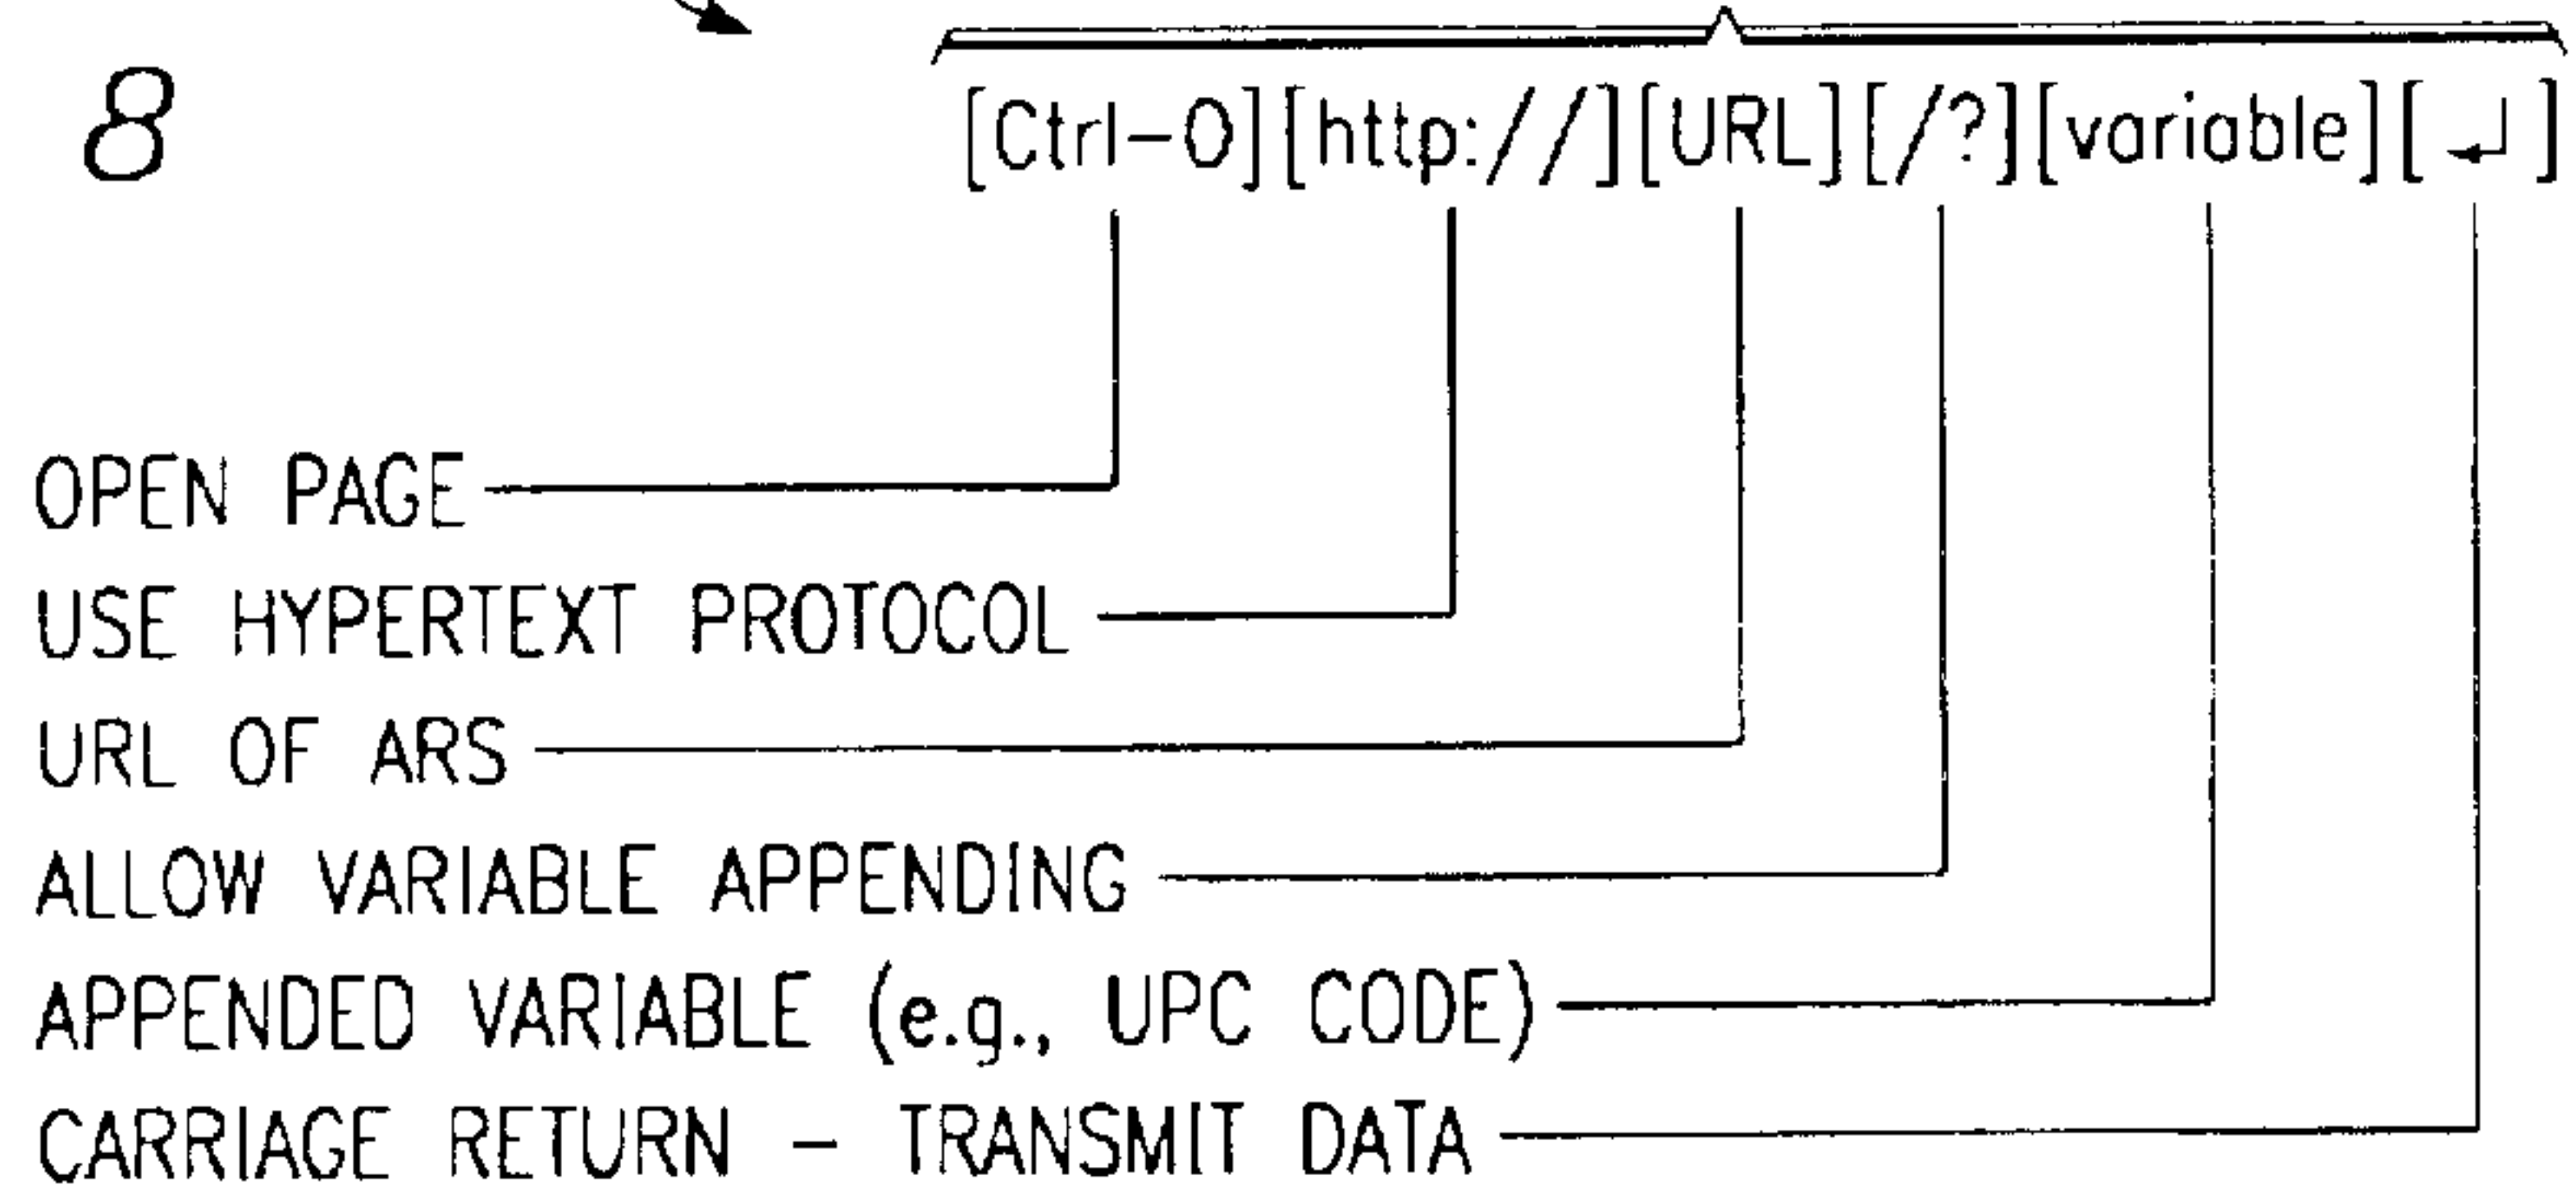 8
[Ctrl-O][http://][URL][/?][variable][↵]
OPEN PAGE
USE HYPERTEXT PROTOCOL
URL OF ARS
ALLOW VARIABLE APPENDING
APPENDED VARIABLE (e.g., UPC CODE)
CARRIAGE RETURN - TRANSMIT DATA